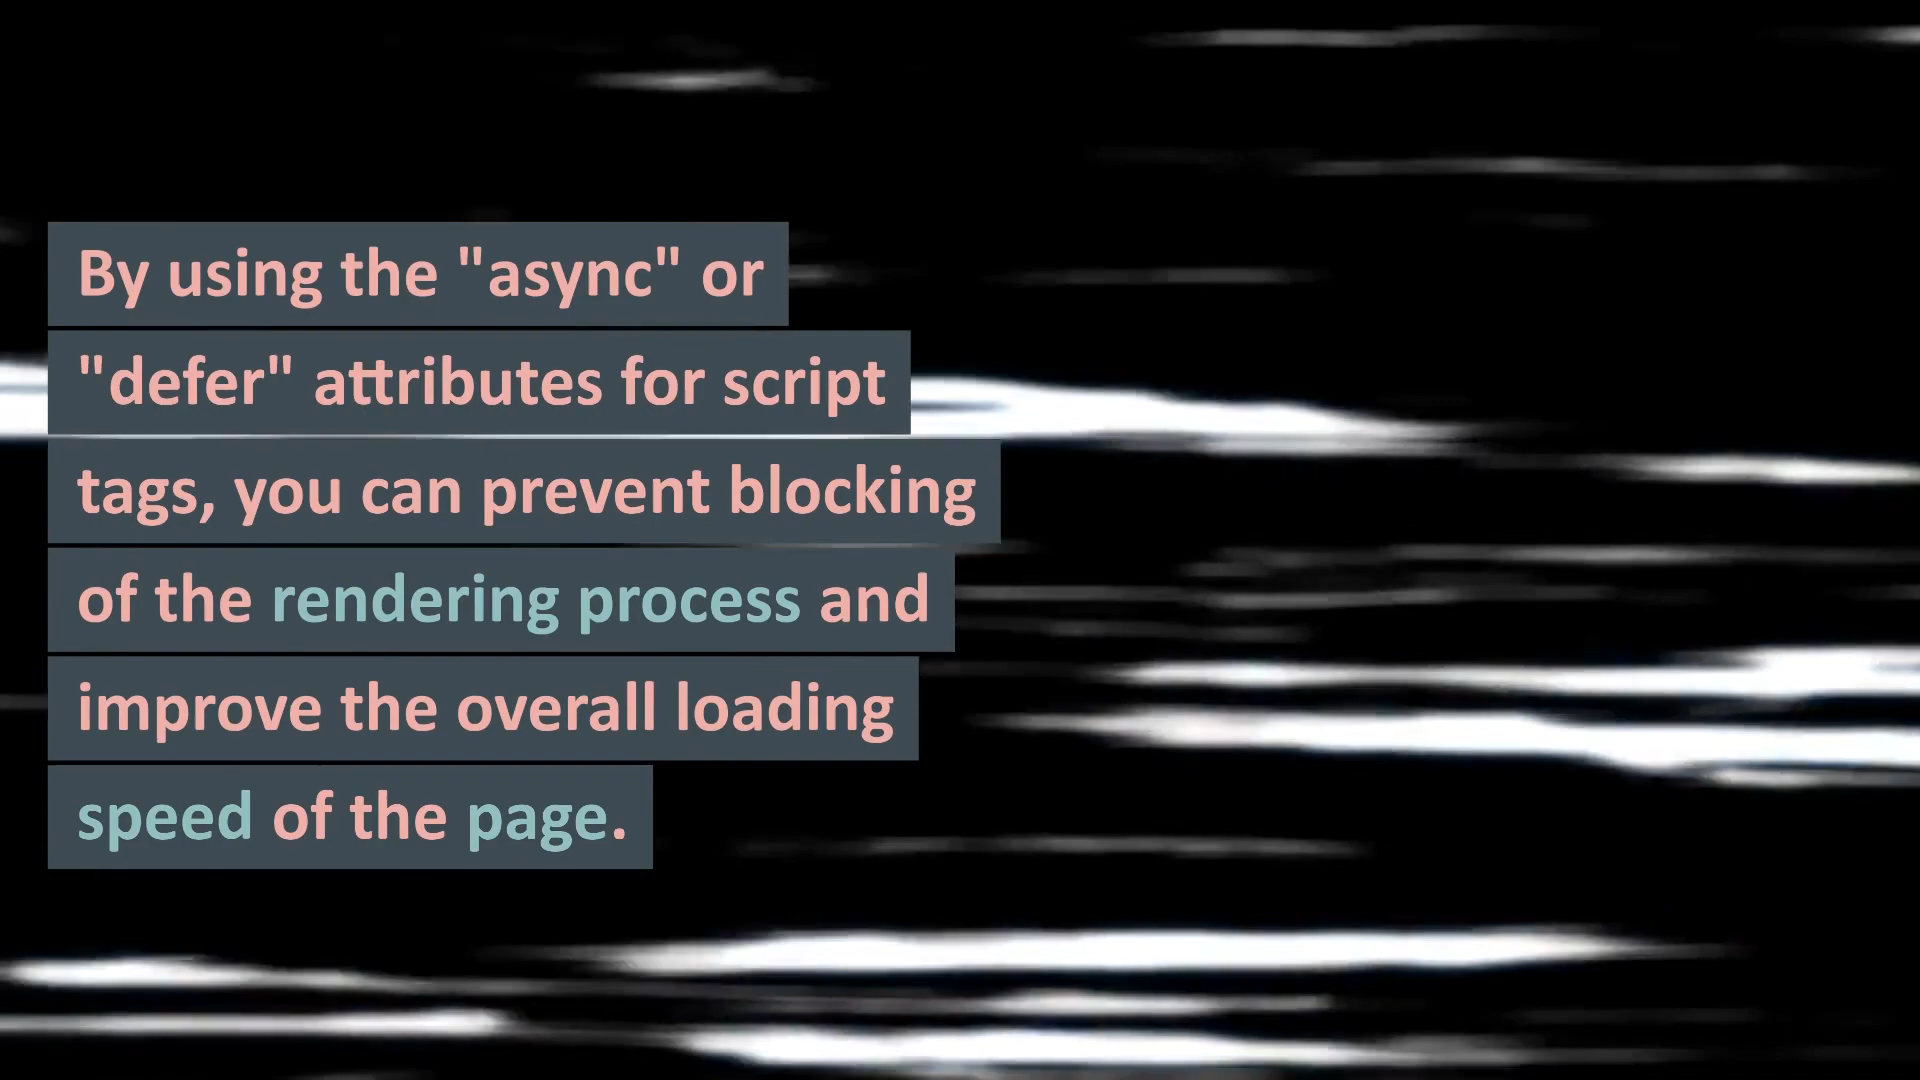 By using the "async" or
"defer" attributes for script
tags, you can prevent blocking
of the rendering process and
improve the overall loading
speed of the page.